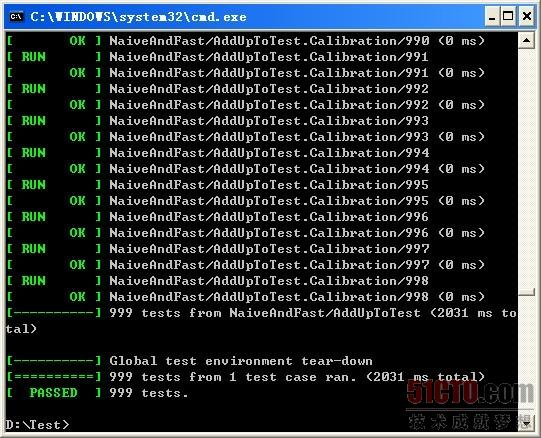 C:\WINDOWS\system32\cmd.exe
[       OK ] NaiveAndFast/AddUpToTest.Calibration/990 (0 ms)
[ RUN      ] NaiveAndFast/AddUpToTest.Calibration/991
[       OK ] NaiveAndFast/AddUpToTest.Calibration/991 (0 ms)
[ RUN      ] NaiveAndFast/AddUpToTest.Calibration/992
[       OK ] NaiveAndFast/AddUpToTest.Calibration/992 (0 ms)
[ RUN      ] NaiveAndFast/AddUpToTest.Calibration/993
[       OK ] NaiveAndFast/AddUpToTest.Calibration/993 (0 ms)
[ RUN      ] NaiveAndFast/AddUpToTest.Calibration/994
[       OK ] NaiveAndFast/AddUpToTest.Calibration/994 (0 ms)
[ RUN      ] NaiveAndFast/AddUpToTest.Calibration/995
[       OK ] NaiveAndFast/AddUpToTest.Calibration/995 (0 ms)
[ RUN      ] NaiveAndFast/AddUpToTest.Calibration/996
[       OK ] NaiveAndFast/AddUpToTest.Calibration/996 (0 ms)
[ RUN      ] NaiveAndFast/AddUpToTest.Calibration/997
[       OK ] NaiveAndFast/AddUpToTest.Calibration/997 (0 ms)
[ RUN      ] NaiveAndFast/AddUpToTest.Calibration/998
[       OK ] NaiveAndFast/AddUpToTest.Calibration/998 (0 ms)
[----------] 999 tests from NaiveAndFast/AddUpToTest (2031 ms to
tal)
[----------] Global test environment tear-down
[==========] 999 tests from 1 test case ran. (2031 ms total)
[  PASSED  ] 999 tests.
51CTO.com
技术成就梦想
D:\Test>